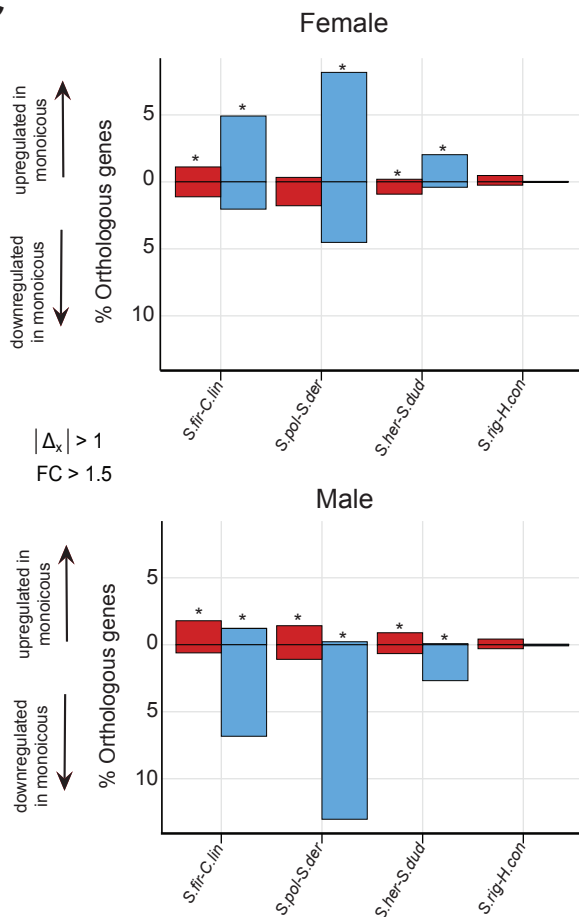 Female
upregulated in
monoicous
downregulated
in monoicous
% Orthologous genes
5
0
5
10
*
*
*
*
*
S.fir-C.lin
S.pol-S.der
S.her-S.dud
S.rig-H.con
|Δx| > 1
FC > 1.5
Male
upregulated in
monoicous
downregulated
in monoicous
% Orthologous genes
5
0
5
10
*
*
*
*
*
*
S.fir-C.lin
S.pol-S.der
S.her-S.dud
S.rig-H.con